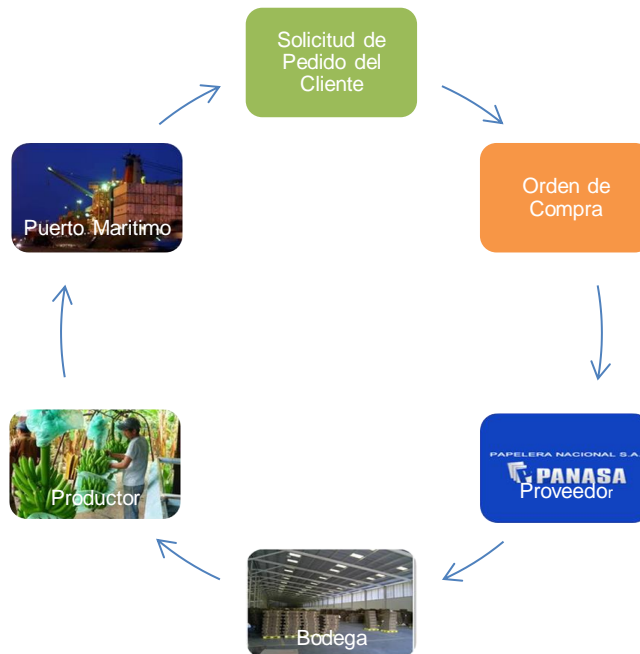 Solicitud de
Pedido del
Cliente
Orden de
Compra
PAPELERA NACIONAL S.A.
PANASA
Proveedor
Bodega
Productor
Puerto Maritimo